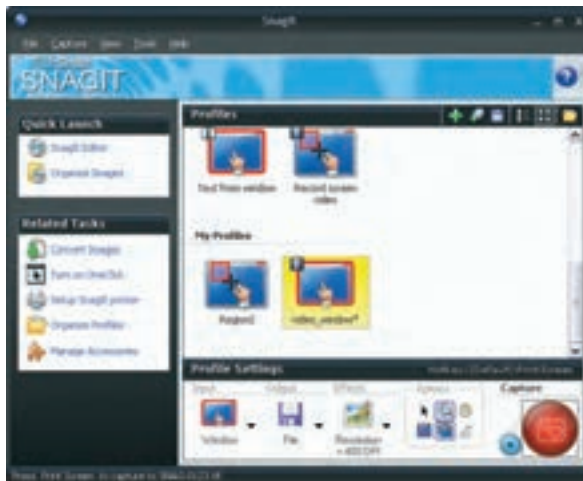 SnagIt
File Capture View Tools Help
SNAGIT
Quick Launch
SnagIt Editor
Organize Images
Related Tasks
Convert Images
Turn on OneClick
Setup SnagIt printer
Organize Profiles
Manage Accessories
Profiles
Text from window
Record screen video
My Profiles
Region2
video_window*
Profile Settings
Input
Output
Effects
Options
Capture
Window
File
Resolution